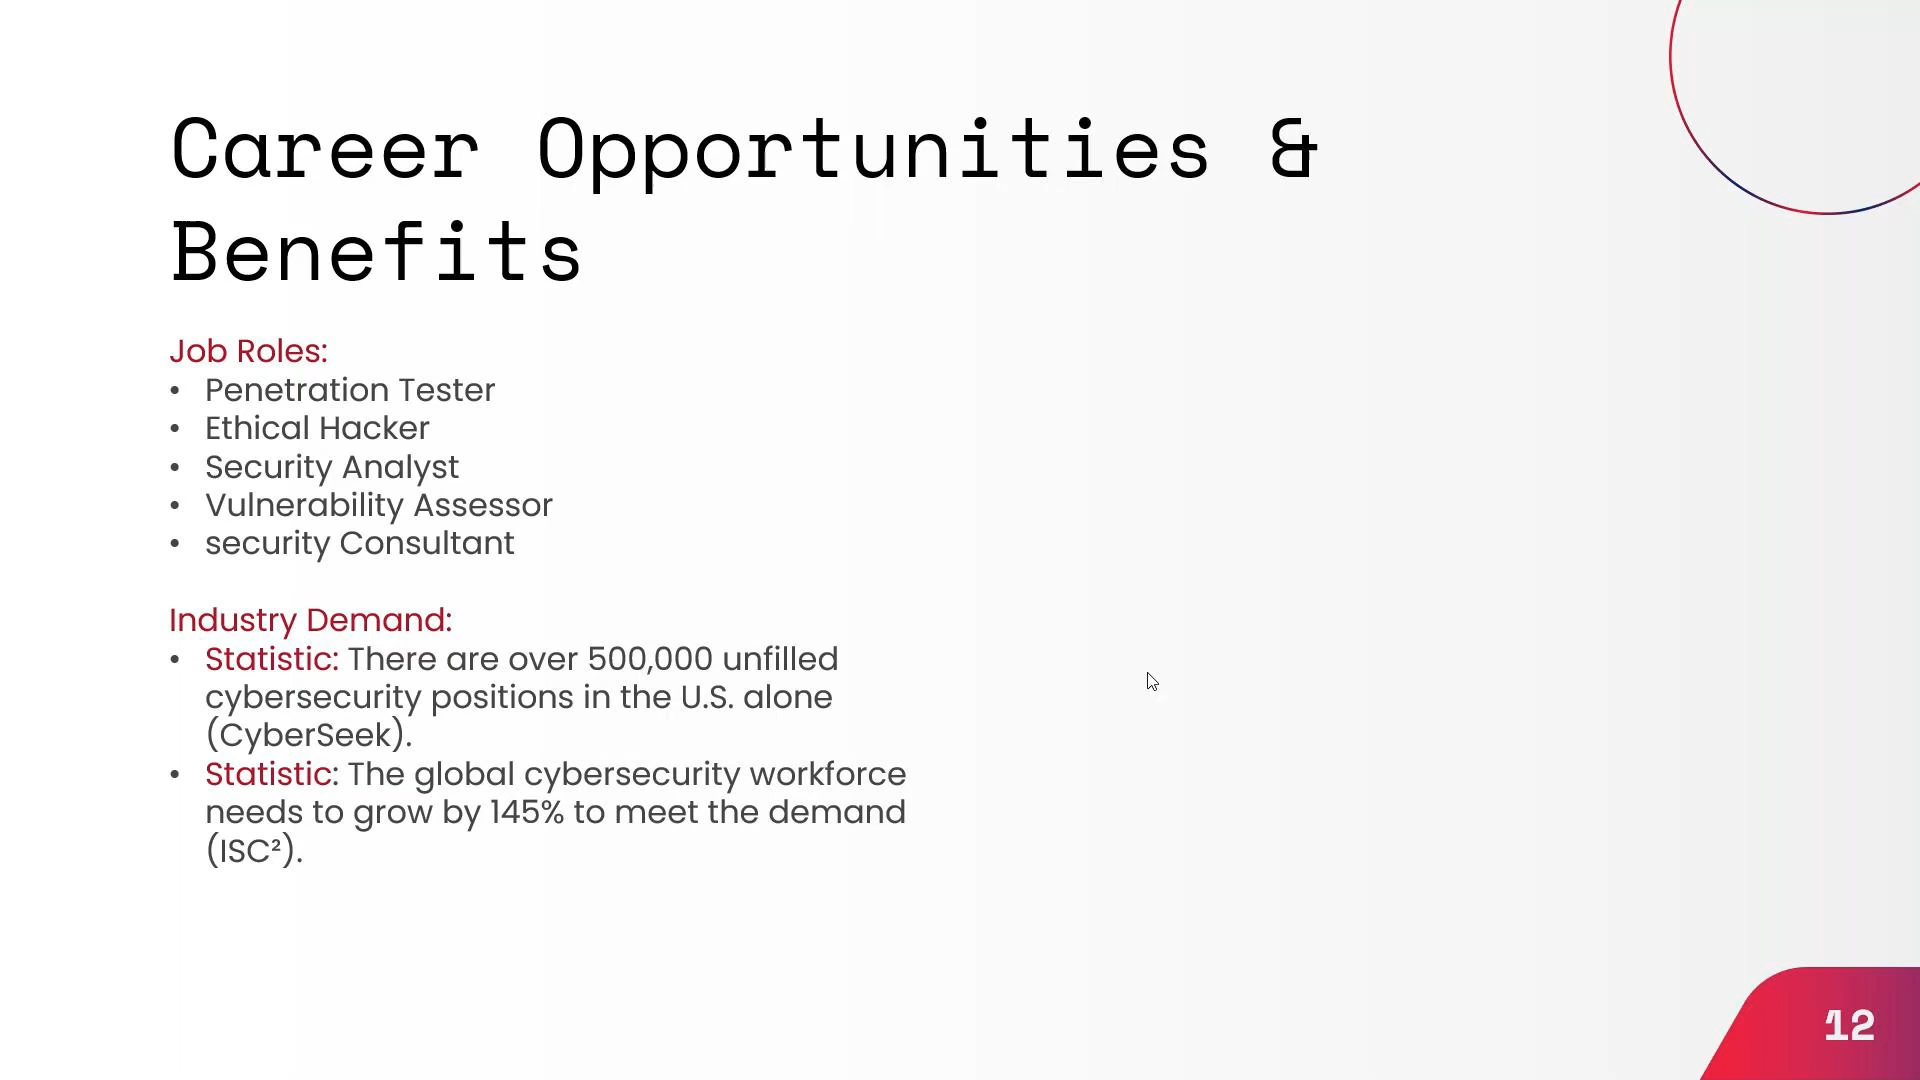 Career Opportunities &
Benefits
Job Roles:
• Penetration Tester
• Ethical Hacker
• Security Analyst
• Vulnerability Assessor
• security Consultant
Industry Demand:
• Statistic: There are over 500,000 unfilled
cybersecurity positions in the U.S. alone
(CyberSeek).
• Statistic: The global cybersecurity workforce
needs to grow by 145% to meet the demand
(ISC²).
12